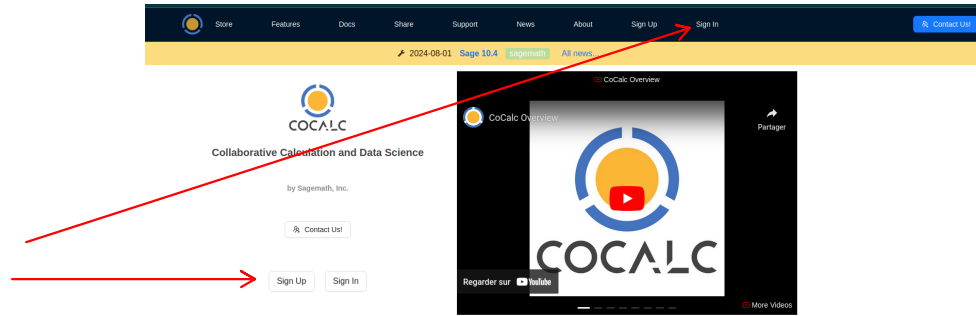 Store Features Docs Share Support News About Sign Up Sign In Contact Us!
2024-08-01 Sage 10.4 sagemath All news...
CoCalc Overview
CoCalc Overview
Partager
COCALC
Collaborative Calculation and Data Science
by Sagemath, Inc.
Contact Us!
COCALC
Sign Up Sign In
Regarder sur YouTube
More Videos